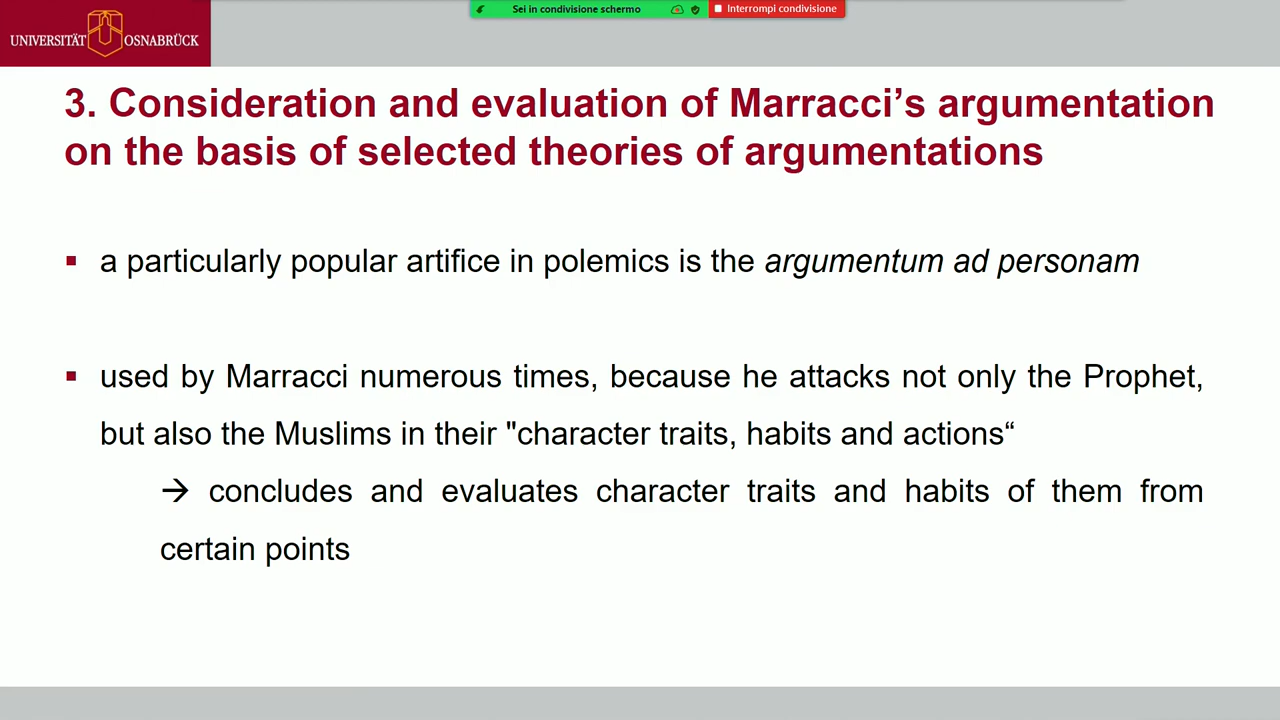 Sei in condivisione schermo
Interrompi condivisione
UNIVERSITÄT OSNABRÜCK
3. Consideration and evaluation of Marracci’s argumentation
on the basis of selected theories of argumentations
▪ a particularly popular artifice in polemics is the argumentum ad personam
▪ used by Marracci numerous times, because he attacks not only the Prophet,
but also the Muslims in their "character traits, habits and actions“
→ concludes and evaluates character traits and habits of them from
certain points